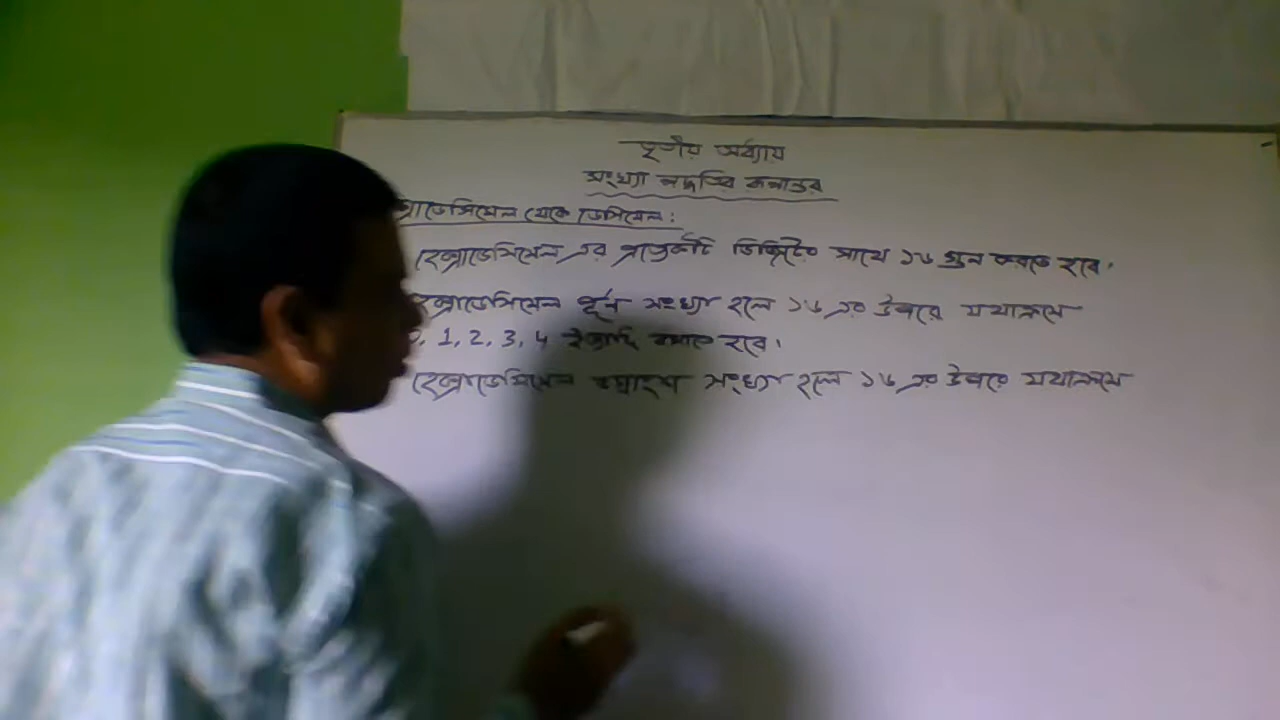 তৃতীয় অধ্যায়
সংখ্যা পদ্ধতির রূপান্তর
ডেসিমেল থেকে ডেসিমেল :
হেক্সাডেসিমেল এর প্রত্যেকটি ডিজিটের সাথে ১৬ গুন করতে হবে।
হেক্সাডেসিমেল পূর্ন সংখ্যা হলে ১৬ এর উপরে যথাক্রমে
, 1, 2, 3, 4 ইত্যাদি বসাতে হবে।
হেক্সাডেসিমেল ভগ্নাংশ সংখ্যা হলে ১৬ এর উপরে যথাক্রমে